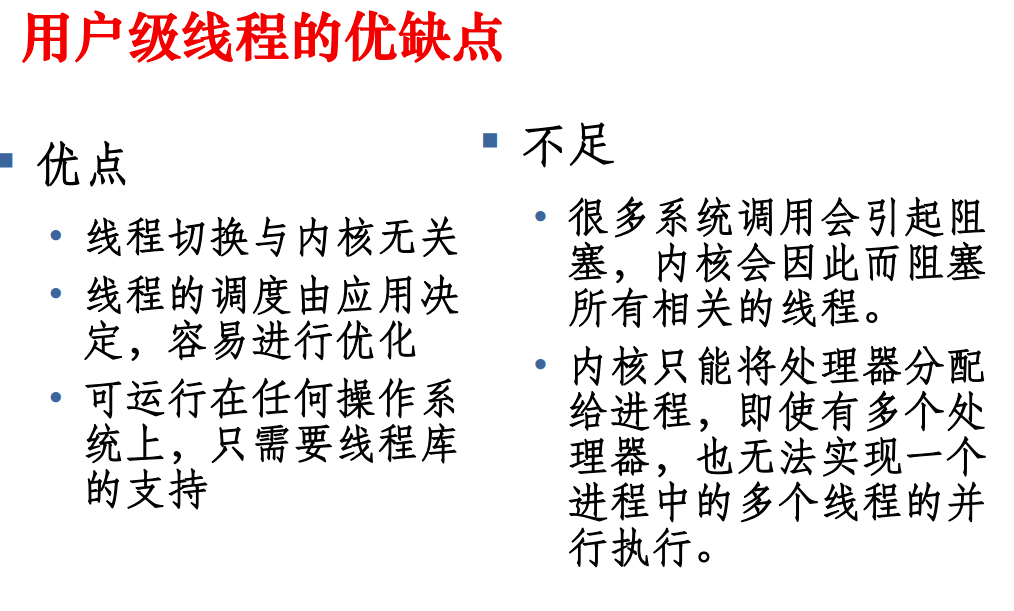 用户级线程的优缺点
优点
线程切换与内核无关
线程的调度由应用决
定，容易进行优化
可运行在任何操作系
统上，只需要线程库
的支持
不足
很多系统调用会引起阻
塞，内核会因此而阻塞
所有相关的线程。
内核只能将处理器分配
给进程，即使有多个处
理器，也无法实现一个
进程中的多个线程的并
行执行。